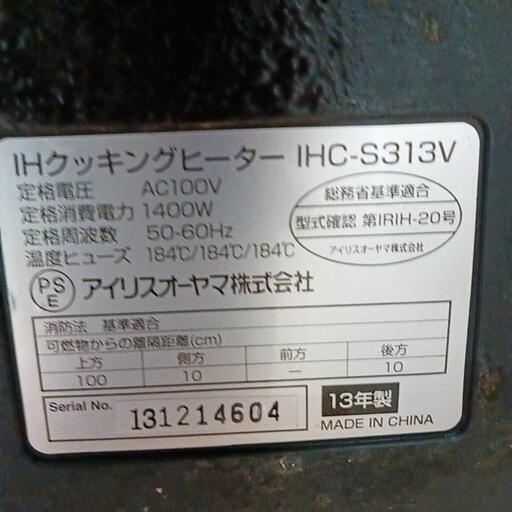 IHクッキングヒーター IHC-S313V
定格電圧 AC100V
定格消費電力 1400W
定格周波数 50-60Hz
温度ヒューズ 184℃/184℃/184℃
総務省基準適合
型式確認 第IRIH-20号
アイリスオーヤマ株式会社
PS
E
アイリスオーヤマ株式会社
消防法 基準適合
可燃物からの離隔距離(cm)
上方 側方 前方 後方
100 10 ー 10
Serial No. 131214604
13年製
MADE IN CHINA